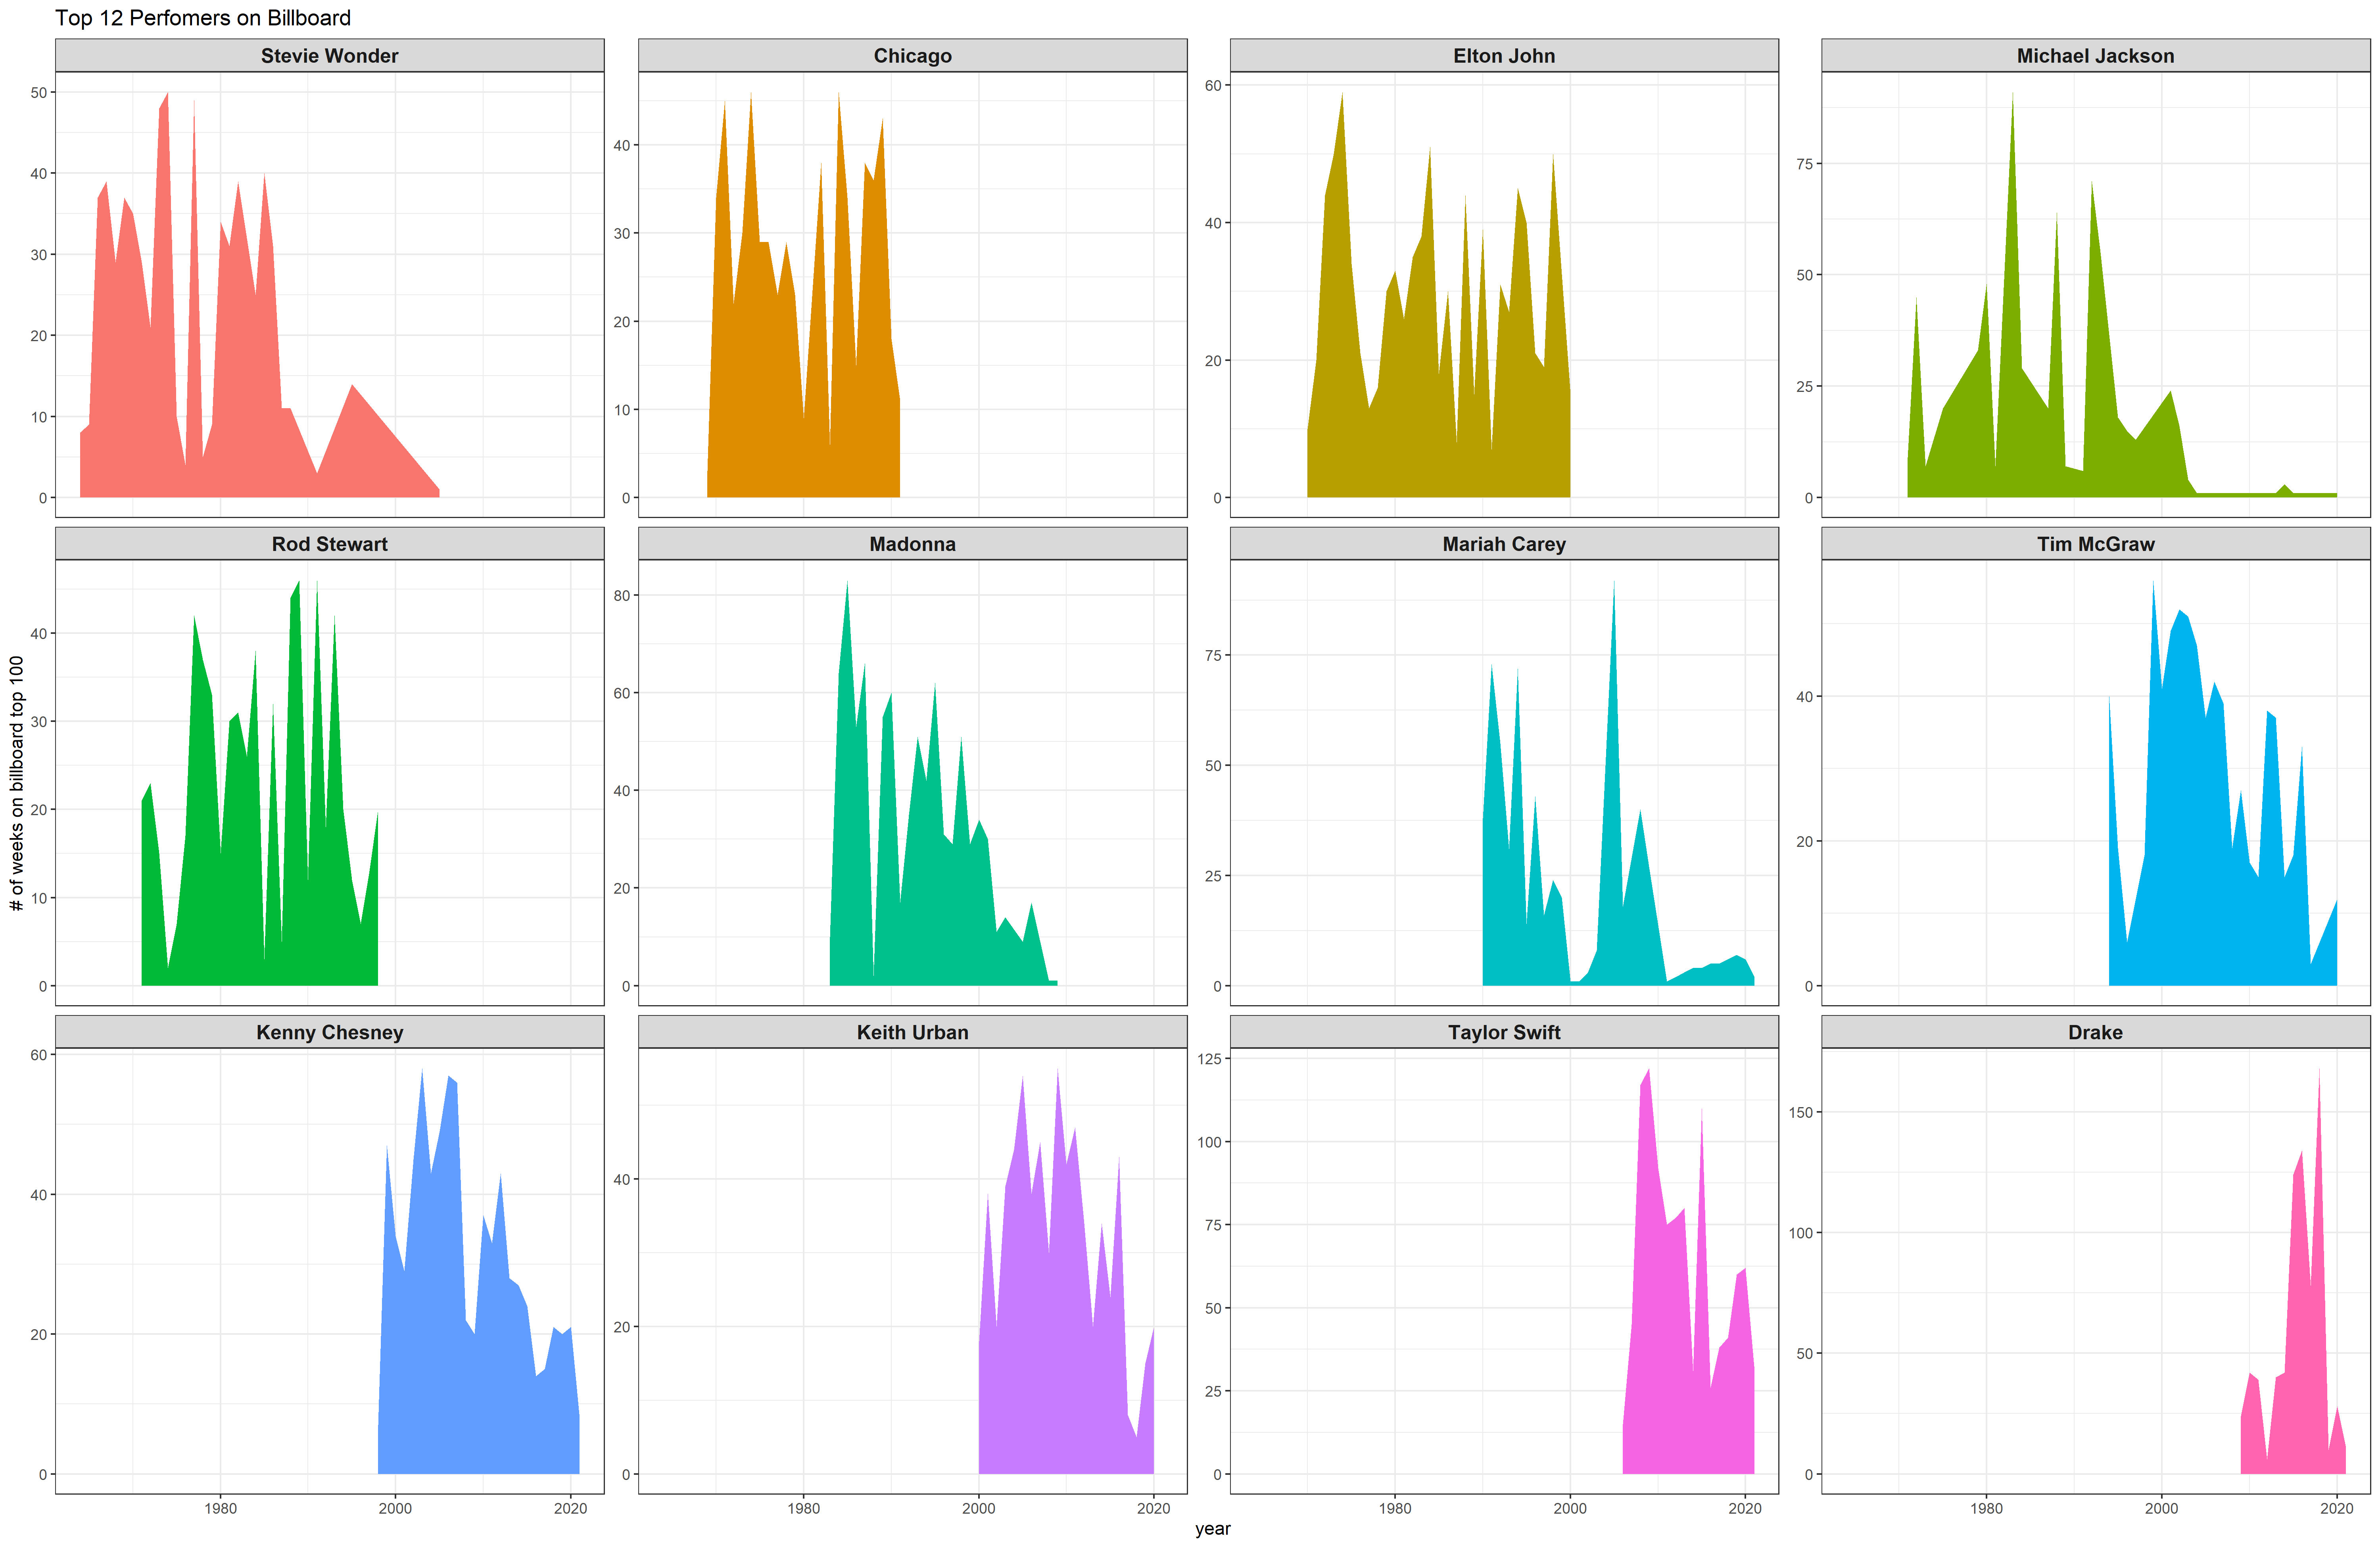 Top 12 Perfomers on Billboard
Stevie Wonder
Chicago
Elton John
Michael Jackson
50
40
30
20
10
0
40
30
20
10
0
60
40
20
0
75
50
25
0
Rod Stewart
Madonna
Mariah Carey
Tim McGraw
40
30
20
10
0
80
60
40
20
0
75
50
25
0
40
20
0
# of weeks on billboard top 100
Kenny Chesney
Keith Urban
Taylor Swift
Drake
60
40
20
0
40
20
0
125
100
75
50
25
0
150
100
50
0
1980 2000 2020
1980 2000 2020
1980 2000 2020
1980 2000 2020
year